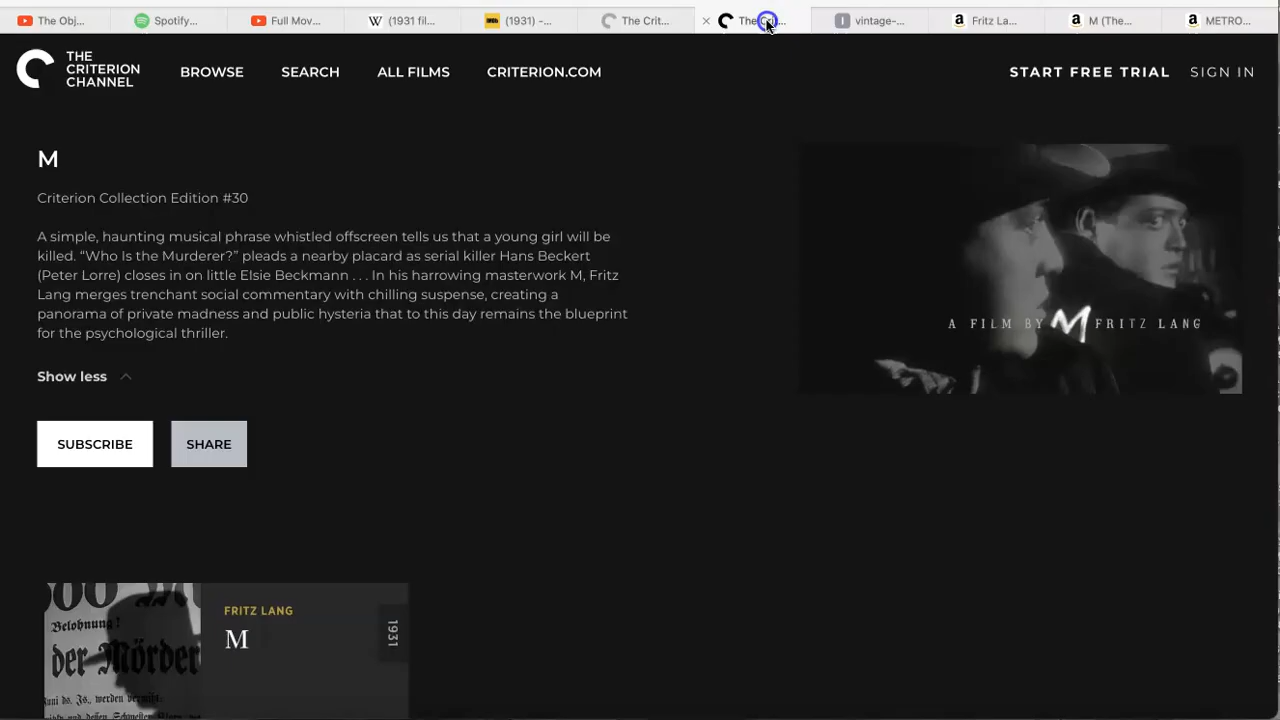 The Obj...
Spotify...
Full Mov...
(1931 fil...
(1931) -...
The Crit...
vintage-...
Fritz La...
M (The...
METRO...
THE
CRITERION
CHANNEL
BROWSE
SEARCH
ALL FILMS
CRITERION.COM
START FREE TRIAL
SIGN IN
M
Criterion Collection Edition #30
A simple, haunting musical phrase whistled offscreen tells us that a young girl will be
killed. “Who Is the Murderer?” pleads a nearby placard as serial killer Hans Beckert
(Peter Lorre) closes in on little Elsie Beckmann . . . In his harrowing masterwork M, Fritz
Lang merges trenchant social commentary with chilling suspense, creating a
panorama of private madness and public hysteria that to this day remains the blueprint
for the psychological thriller.
Show less
SUBSCRIBE
SHARE
A FILM BY M FRITZ LANG
FRITZ LANG
M
1931
Belohnung!
der Mörder